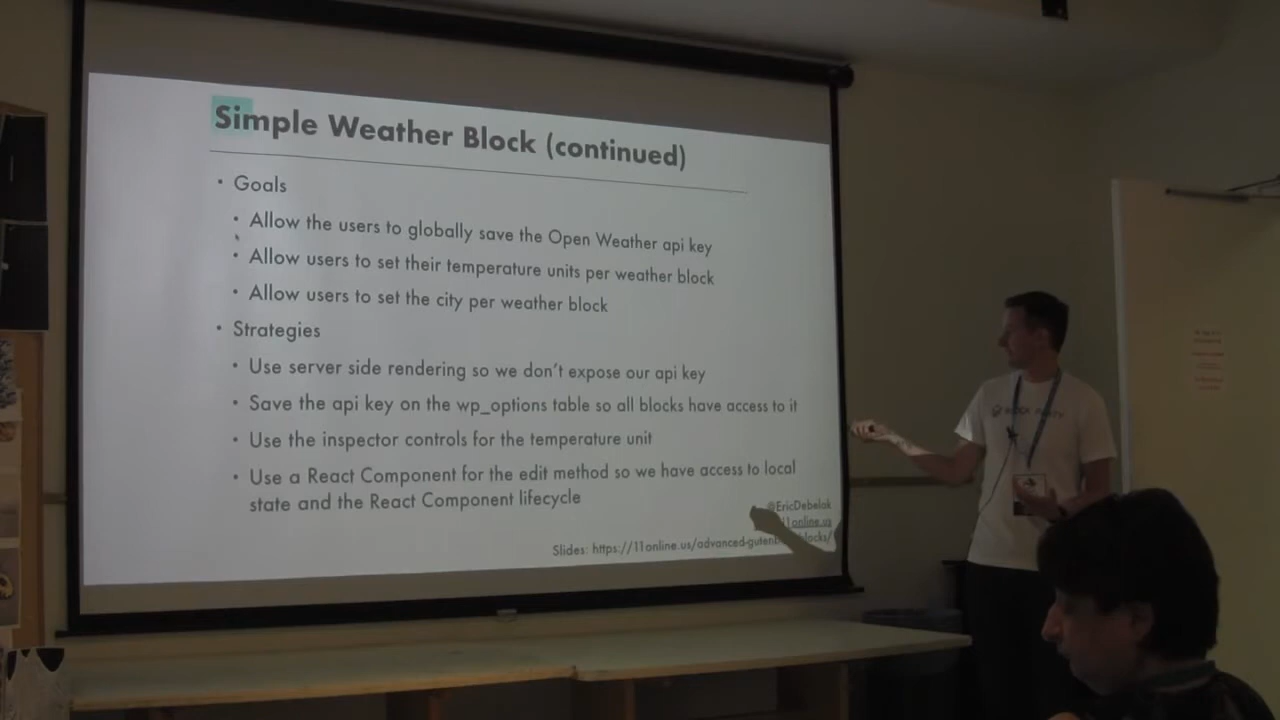 Simple Weather Block (continued)
• Goals
• Allow the users to globally save the Open Weather api key
• Allow users to set their temperature units per weather block
• Allow users to set the city per weather block
• Strategies
• Use server side rendering so we don't expose our api key
• Save the api key on the wp_options table so all blocks have access to it
• Use the inspector controls for the temperature unit
• Use a React Component for the edit method so we have access to local
state and the React Component lifecycle
@EricDebelak
11online.us
Slides: https://11online.us/advanced-gutenberg-blocks/